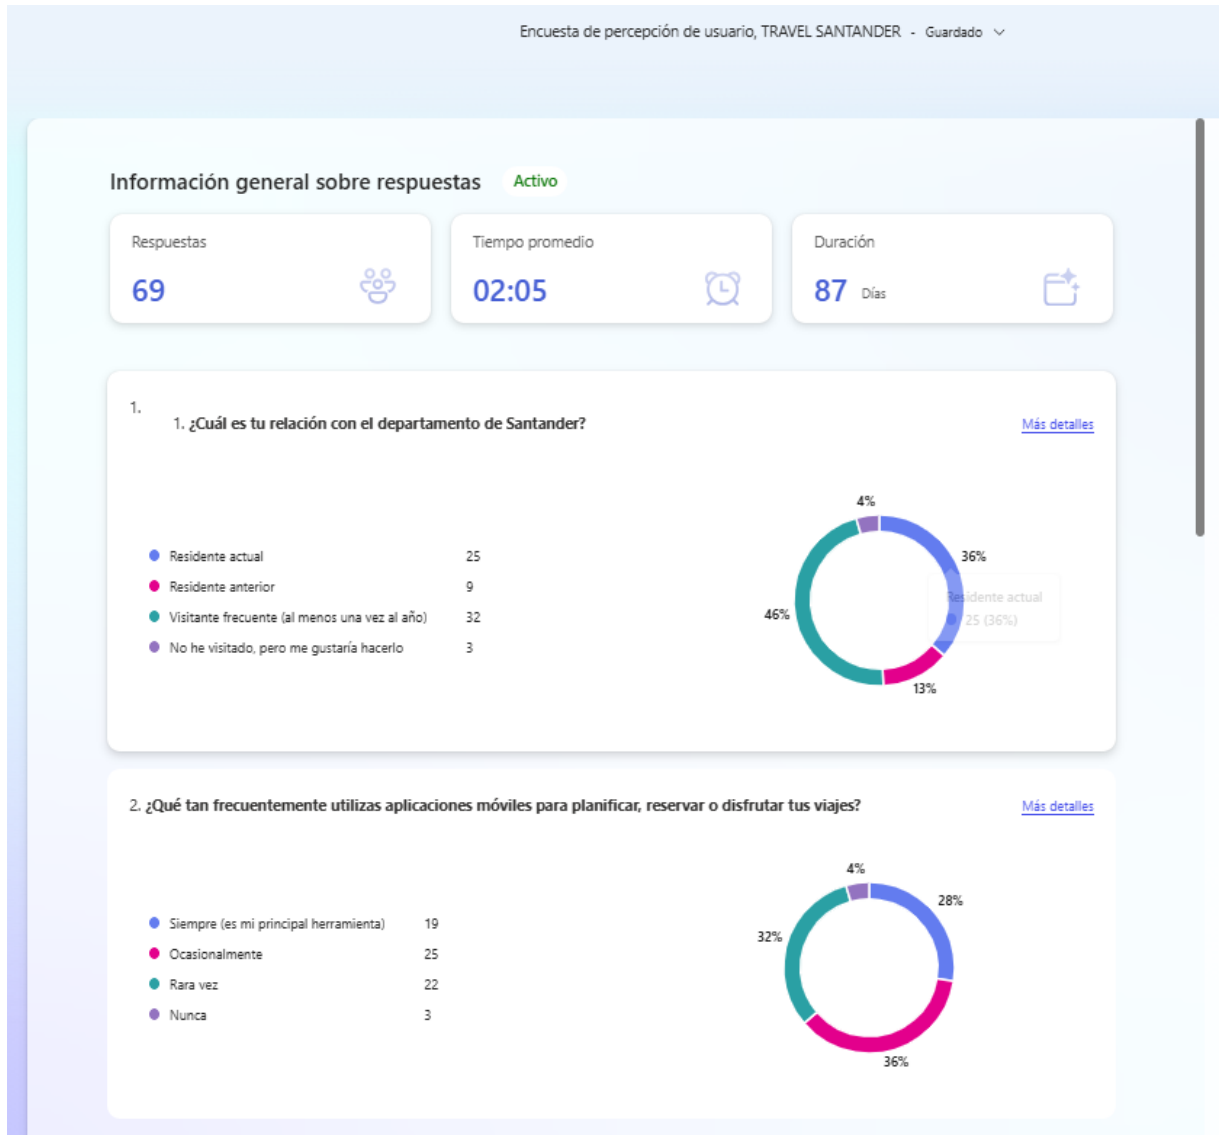 Encuesta de percepción de usuario, TRAVEL SANTANDER - Guardado
Información general sobre respuestas Activo
Respuestas
69
Tiempo promedio
02:05
Duración
87 Días
1.
1. ¿Cuál es tu relación con el departamento de Santander?
Más detalles
Residente actual 25
Residente anterior 9
Visitante frecuente (al menos una vez al año) 32
No he visitado, pero me gustaría hacerlo 3
4%
36%
Residente actual
25 (36%)
46%
13%
2. ¿Qué tan frecuentemente utilizas aplicaciones móviles para planificar, reservar o disfrutar tus viajes?
Más detalles
Siempre (es mi principal herramienta) 19
Ocasionalmente 25
Rara vez 22
Nunca 3
4%
28%
32%
36%